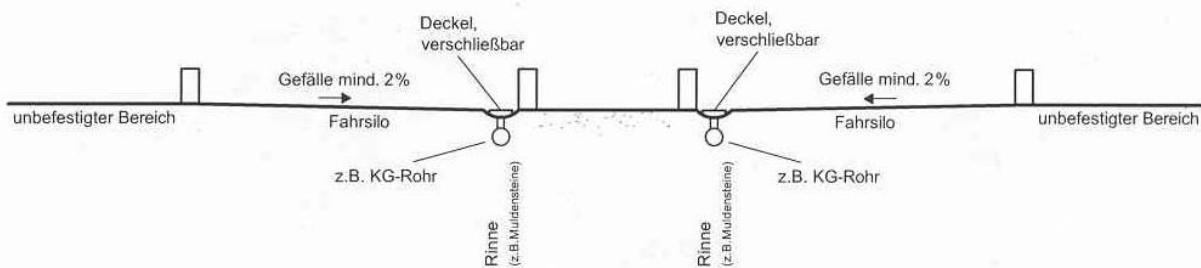 Deckel,
verschließbar
Deckel,
verschließbar
Gefälle mind. 2%
Gefälle mind. 2%
unbefestigter Bereich
Fahrsilo
Fahrsilo
unbefestigter Bereich
z.B. KG-Rohr
z.B. KG-Rohr
Rinne
(z.B.Muldensteine)
Rinne
(z.B.Muldensteine)